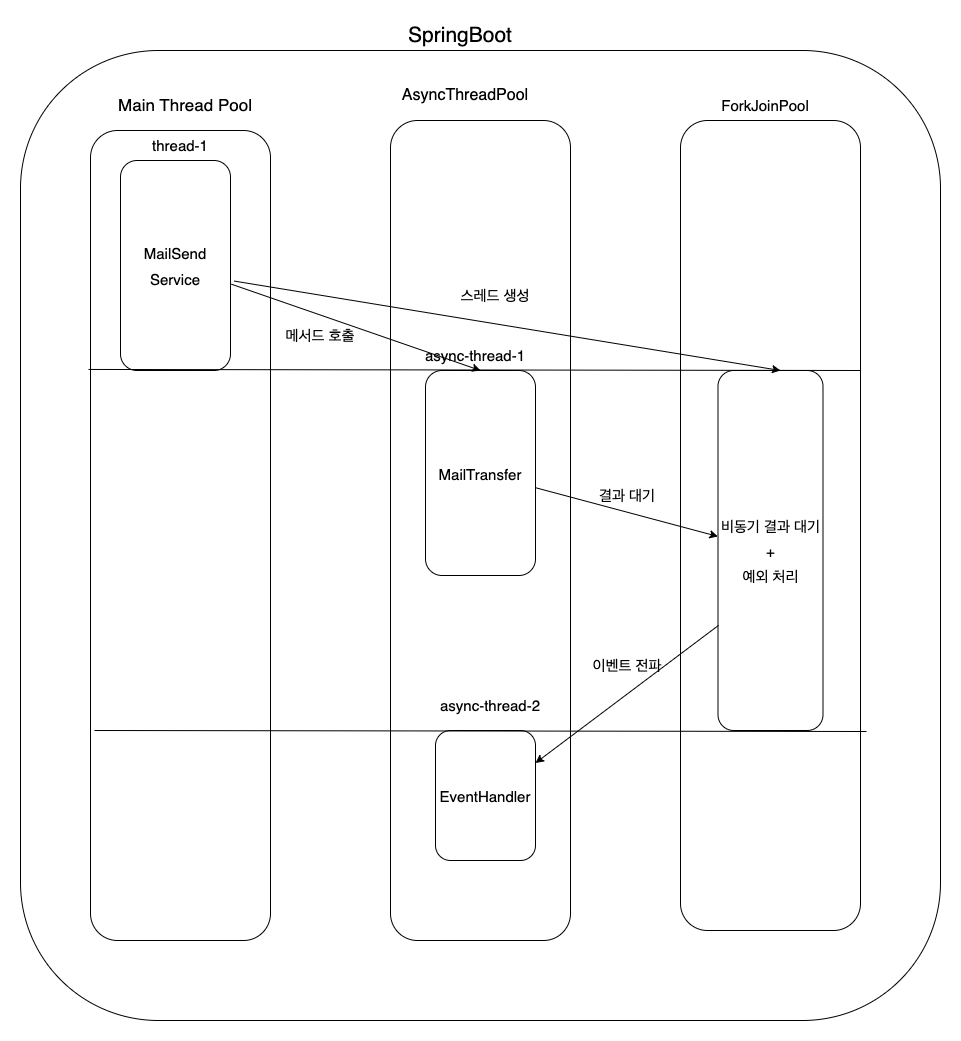 SpringBoot
Main Thread Pool
AsyncThreadPool
ForkJoinPool
thread-1
MailSend
Service
스레드 생성
메서드 호출
async-thread-1
MailTransfer
결과 대기
비동기 결과 대기
+
예외 처리
이벤트 전파
async-thread-2
EventHandler